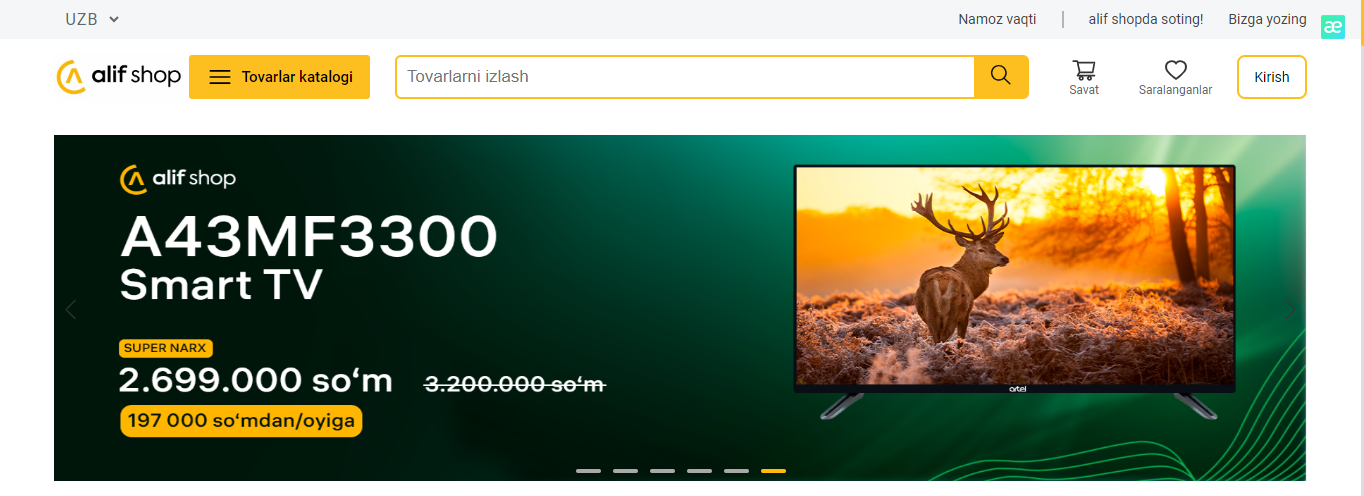 UZB
Namoz vaqti
alif shopda soting!
Bizga yozing
æ
alif shop
Tovarlar katalogi
Tovarlarni izlash
Savat
Saralanganlar
Kirish
alif shop
A43MF3300
Smart TV
SUPER NARX
2.699.000 so‘m 3.200.000 so‘m
197 000 so‘mdan/oyiga
artel